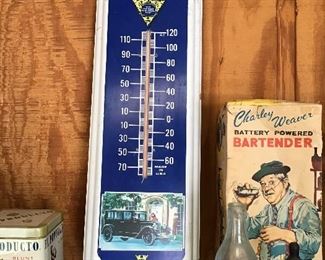 120
110
100
90
80
70
60
50
40
30
20
10
0
10
20
30
40
50
60
70
MADE IN
U.S.A.
Charley Weaver
BATTERY POWERED
BARTENDER
ODUCTO
BLUNT